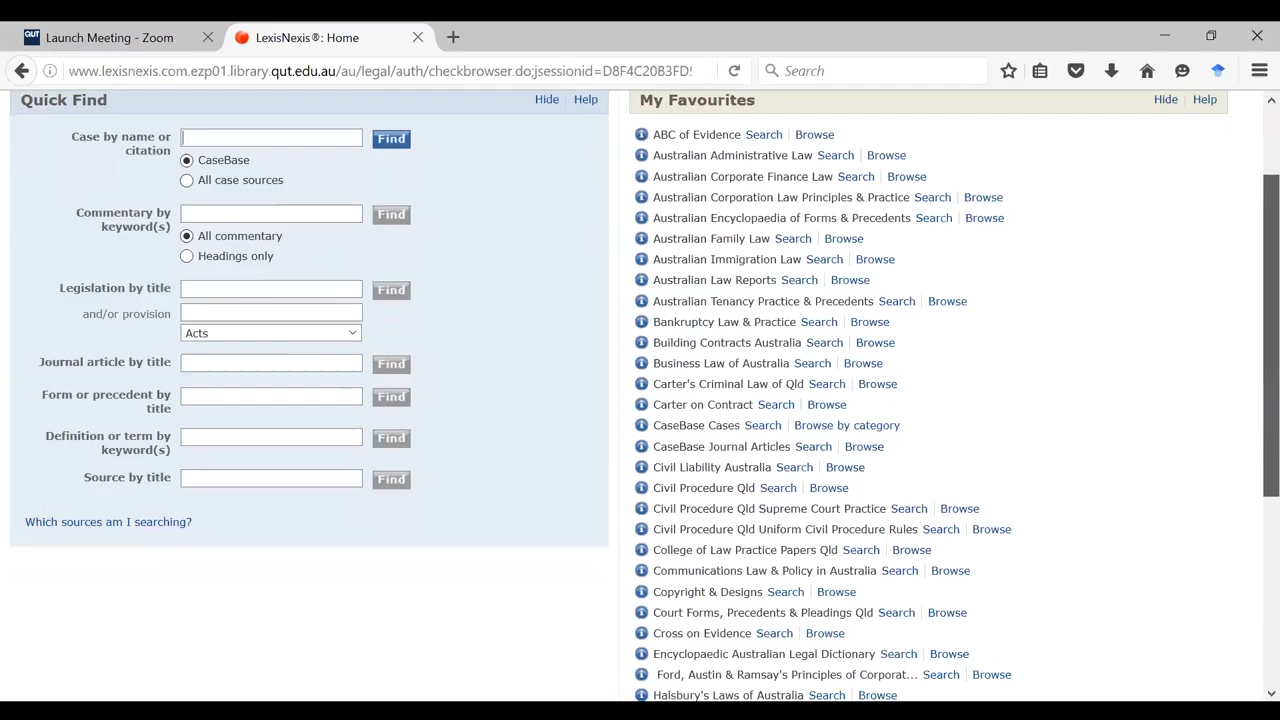 QUT Launch Meeting - Zoom
LexisNexis®: Home
www.lexisnexis.com.ezp01.library.qut.edu.au/au/legal/auth/checkbrowser.do;jsessionid=D8F4C20B3FD5
Search
Quick Find Hide Help
Case by name or citation Find
CaseBase
All case sources
Commentary by keyword(s) Find
All commentary
Headings only
Legislation by title Find
and/or provision
Acts
Journal article by title Find
Form or precedent by title Find
Definition or term by keyword(s) Find
Source by title Find
Which sources am I searching?
My Favourites Hide Help
ABC of Evidence Search Browse
Australian Administrative Law Search Browse
Australian Corporate Finance Law Search Browse
Australian Corporation Law Principles & Practice Search Browse
Australian Encyclopaedia of Forms & Precedents Search Browse
Australian Family Law Search Browse
Australian Immigration Law Search Browse
Australian Law Reports Search Browse
Australian Tenancy Practice & Precedents Search Browse
Bankruptcy Law & Practice Search Browse
Building Contracts Australia Search Browse
Business Law of Australia Search Browse
Carter's Criminal Law of Qld Search Browse
Carter on Contract Search Browse
CaseBase Cases Search Browse by category
CaseBase Journal Articles Search Browse
Civil Liability Australia Search Browse
Civil Procedure Qld Search Browse
Civil Procedure Qld Supreme Court Practice Search Browse
Civil Procedure Qld Uniform Civil Procedure Rules Search Browse
College of Law Practice Papers Qld Search Browse
Communications Law & Policy in Australia Search Browse
Copyright & Designs Search Browse
Court Forms, Precedents & Pleadings Qld Search Browse
Cross on Evidence Search Browse
Encyclopaedic Australian Legal Dictionary Search Browse
Ford, Austin & Ramsay's Principles of Corporat... Search Browse
Halsbury's Laws of Australia Search Browse